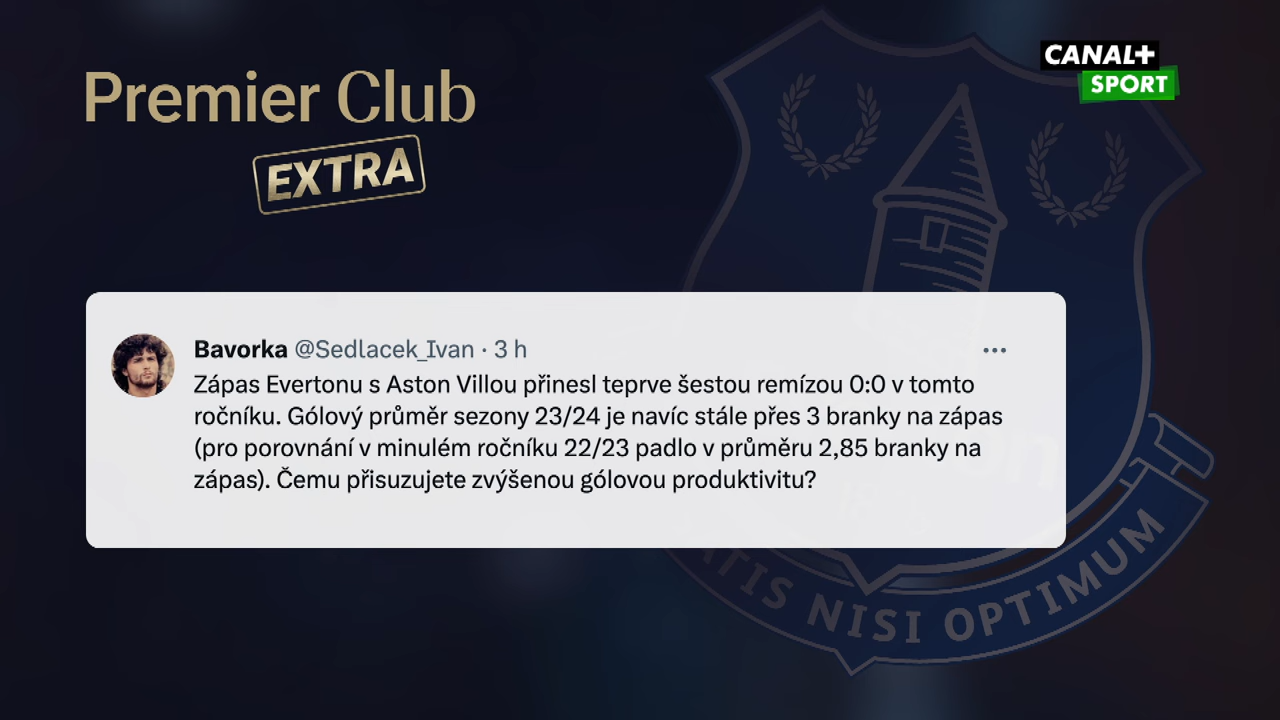 Premier Club
EXTRA
CANAL+
SPORT
Bavorka @Sedlacek_Ivan · 3 h
Zápas Evertonu s Aston Villou přinesl teprve šestou remízou 0:0 v tomto
ročníku. Gólový průměr sezony 23/24 je navíc stále přes 3 branky na zápas
(pro porovnání v minulém ročníku 22/23 padlo v průměru 2,85 branky na
zápas). Čemu přisuzujete zvýšenou gólovou produktivitu?
NISI OPTIMUM